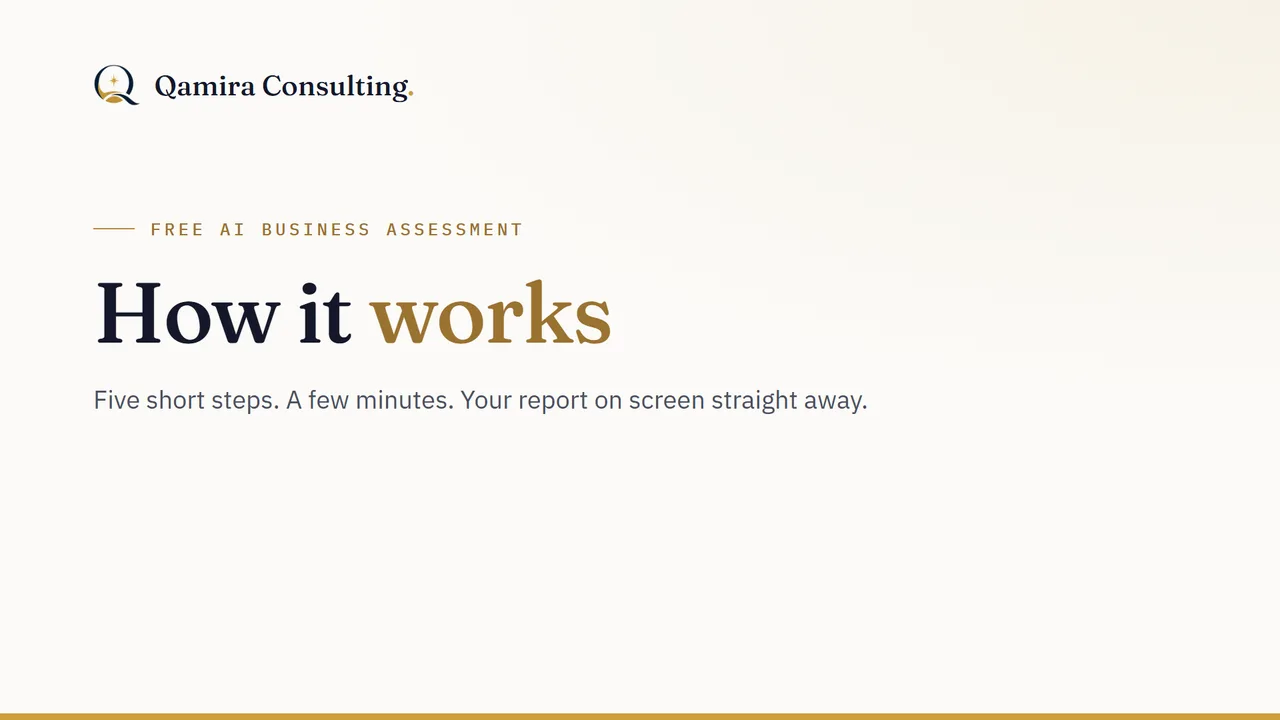 Qamira Consulting.
FREE AI BUSINESS ASSESSMENT
How it works
Five short steps. A few minutes. Your report on screen straight away.